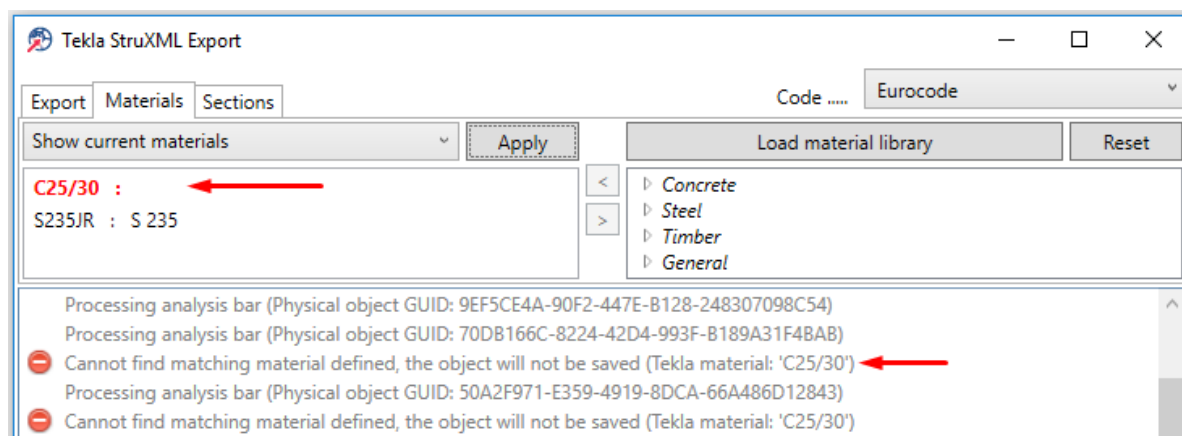 Tekla StruXML Export
Export Materials Sections Code ..... Eurocode
Show current materials Apply Load material library Reset
C25/30 :
S235JR : S 235
< 
>
Concrete
Steel
Timber
General
Processing analysis bar (Physical object GUID: 9EF5CE4A-90F2-447E-B128-248307098C54)
Processing analysis bar (Physical object GUID: 70DB166C-8224-42D4-993F-B189A31F4BAB)
Cannot find matching material defined, the object will not be saved (Tekla material: 'C25/30')
Processing analysis bar (Physical object GUID: 50A2F971-E359-4919-8DCA-66A486D12843)
Cannot find matching material defined, the object will not be saved (Tekla material: 'C25/30')